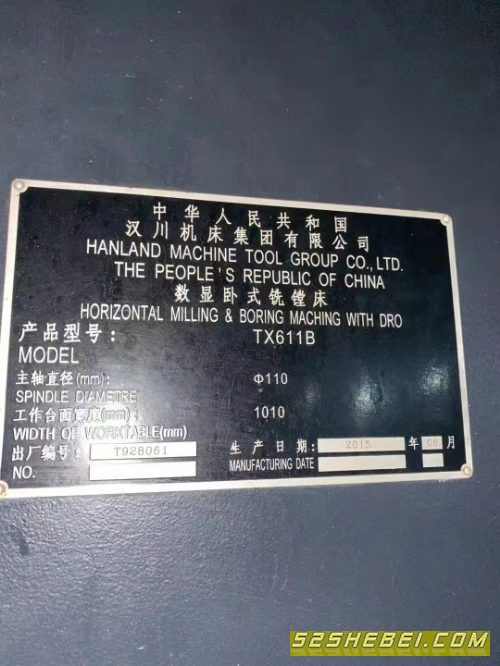 中华人民共和国
汉川机床集团有限公司
HANLAND MACHINE TOOL GROUP CO.,LTD.
THE PEOPLE'S REPUBLIC OF CHINA
数显卧式铣镗床
HORIZONTAL MILLING & BORING MACHING WITH DRO
产品型号: TX611B
MODEL
主轴直径(mm): Φ110
SPINDLE DIAMETRE
工作台面宽度(mm): 1010
WIDTH OF WORKTABLE(mm)
出厂编号: T928061 生产日期: 2015 年 06 月
NO. MANUFACTURING DATE
52SHEBEI.COM